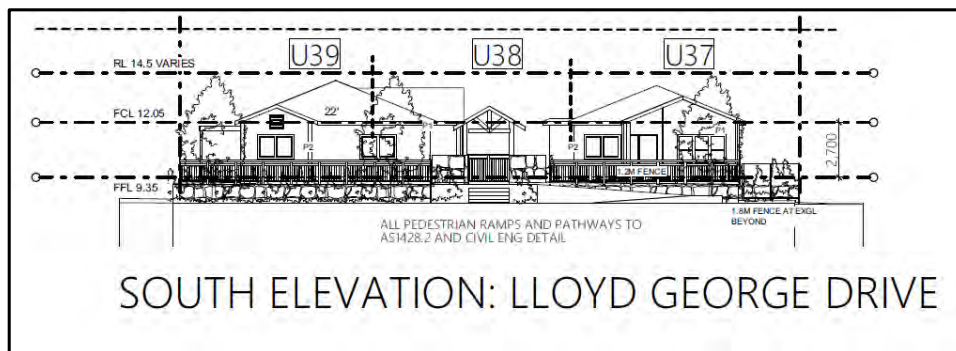 U39
U38
U37
RL 14.5 VARIES
FCL 12.05
22'
P1
P1
P2
P2
2,700
1.2M FENCE
FFL 9.35
1.8M FENCE AT EXGL
BEYOND
ALL PEDESTRIAN RAMPS AND PATHWAYS TO
AS1428.2 AND CIVIL ENG DETAIL
SOUTH ELEVATION: LLOYD GEORGE DRIVE